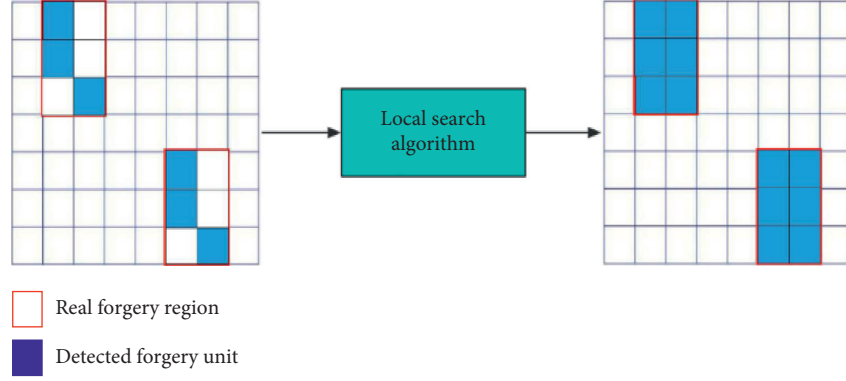 Local search
algorithm
Real forgery region
Detected forgery unit